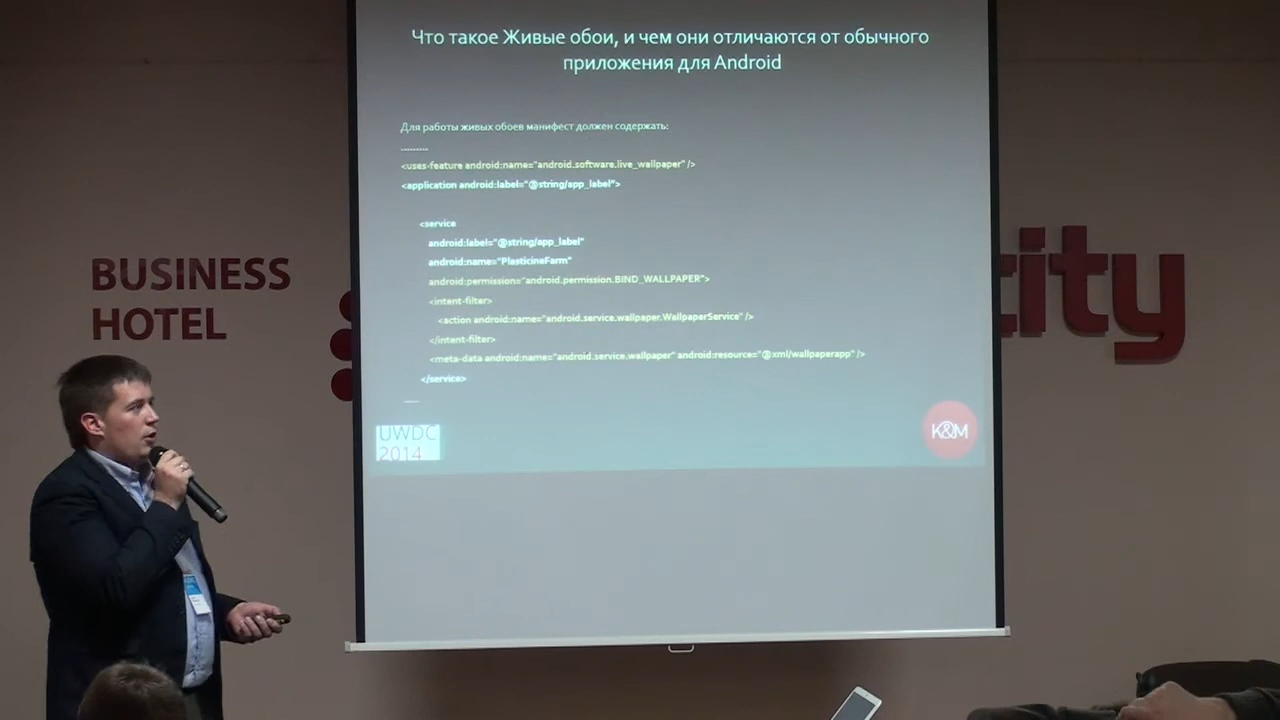 Что такое Живые обои, и чем они отличаются от обычного
приложения для Android
Для работы живых обоев манифест должен содержать:
.........
<uses-feature android:name="android.software.live_wallpaper" />
<application android:label="@string/app_label">
<service
android:label="@string/app_label"
android:name="PlasticineFarm"
android:permission="android.permission.BIND_WALLPAPER">
<intent-filter>
<action android:name="android.service.wallpaper.WallpaperService" />
</intent-filter>
<meta-data android:name="android.service.wallpaper" android:resource="@xml/wallpaperapp" />
</service>
UWDC
2014
K&M
BUSINESS
HOTEL
city